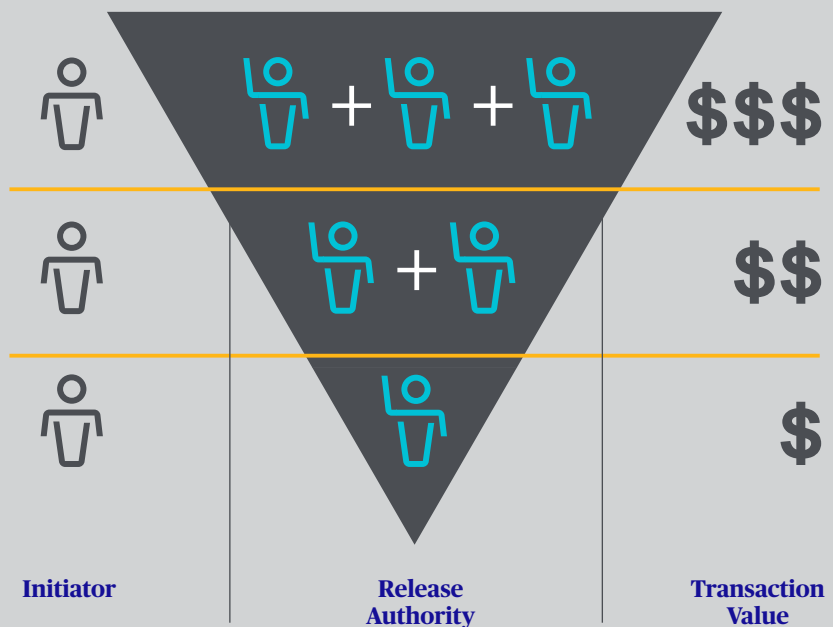 + + $$$
+ $$
$
Initiator
Release
Authority
Transaction
Value